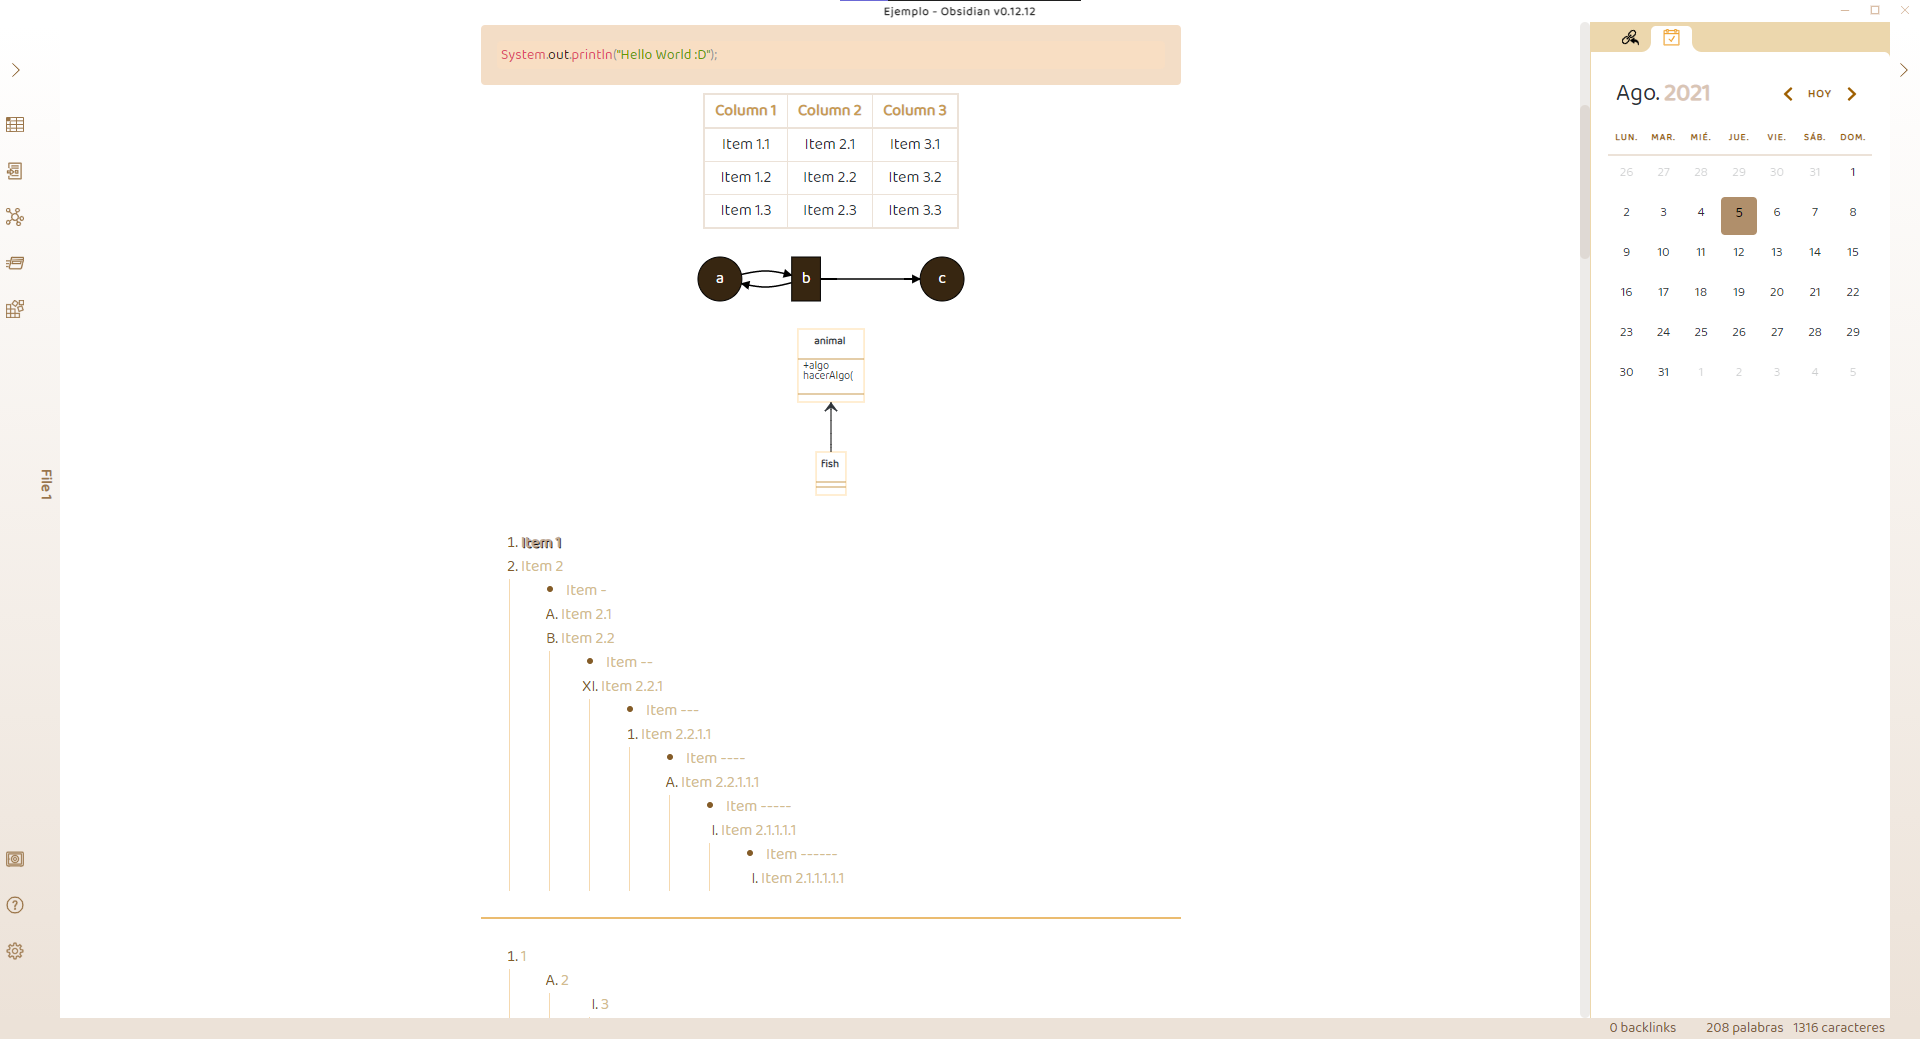 Ejemplo - Obsidian v0.12.12
System.out.println("Hello World :D");
Column 1 Column 2 Column 3
Item 1.1 Item 2.1 Item 3.1
Item 1.2 Item 2.2 Item 3.2
Item 1.3 Item 2.3 Item 3.3
a b c
animal
+algo
hacerAlgo(
fish
File 1
1. Item 1
2. Item 2
• Item -
A. Item 2.1
B. Item 2.2
• Item --
XI. Item 2.2.1
• Item ---
1. Item 2.2.1.1
• Item ----
A. Item 2.2.1.1.1
• Item -----
I. Item 2.1.1.1.1
• Item ------
I. Item 2.1.1.1.1.1
1. 1
A. 2
I. 3
Ago. 2021
HOY
LUN. MAR. MIÉ. JUE. VIE. SÁB. DOM.
26 27 28 29 30 31 1
2 3 4 5 6 7 8
9 10 11 12 13 14 15
16 17 18 19 20 21 22
23 24 25 26 27 28 29
30 31 1 2 3 4 5
0 backlinks 208 palabras 1316 caracteres